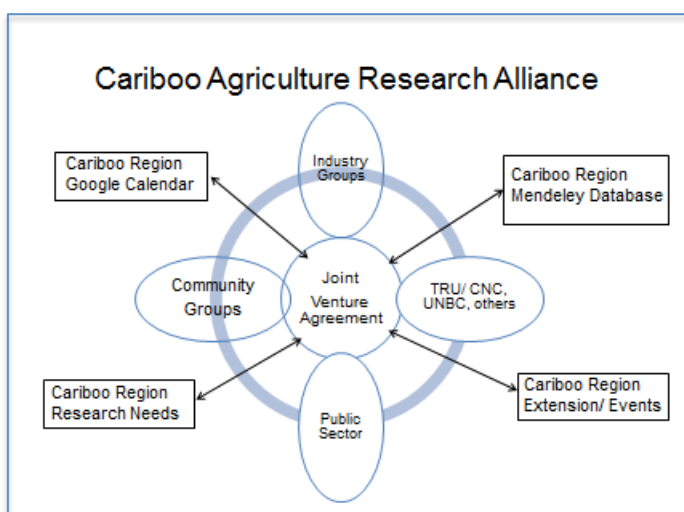 Cariboo Agriculture Research Alliance
Industry
Groups
Cariboo Region
Google Calendar
Cariboo Region
Mendeley Database
Community
Groups
Joint
Venture
Agreement
TRU/ CNC,
UNBC, others
Cariboo Region
Research Needs
Cariboo Region
Extension/ Events
Public
Sector